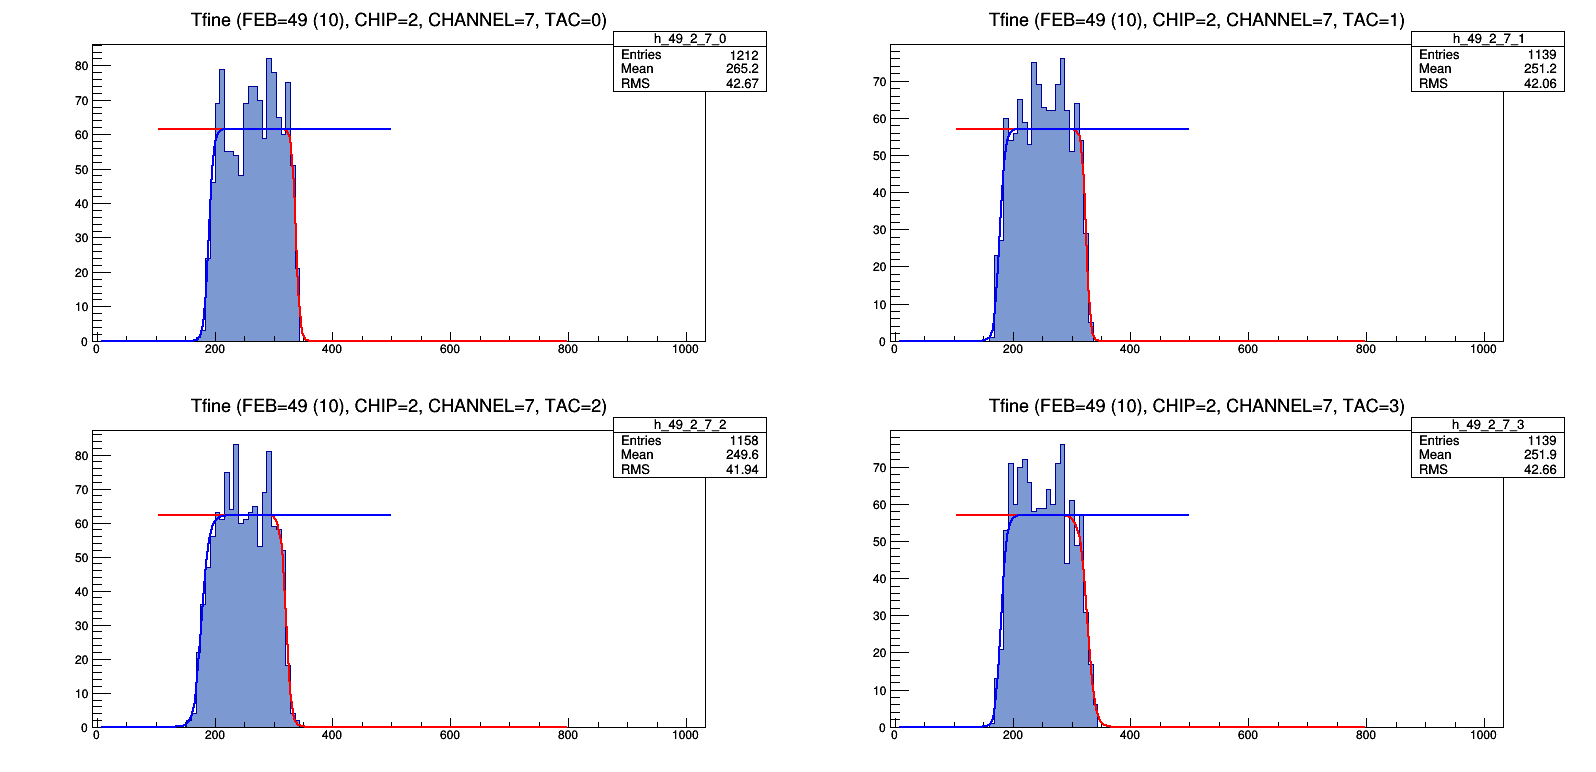 Tfine (FEB=49 (10), CHIP=2, CHANNEL=7, TAC=0)
h_49_2_7_0
Entries 1212
Mean 265.2
RMS 42.67
80
70
60
50
40
30
20
10
0
0 200 400 600 800 1000
Tfine (FEB=49 (10), CHIP=2, CHANNEL=7, TAC=1)
h_49_2_7_1
Entries 1139
Mean 251.2
RMS 42.06
70
60
50
40
30
20
10
0
0 200 400 600 800 1000
Tfine (FEB=49 (10), CHIP=2, CHANNEL=7, TAC=2)
h_49_2_7_2
Entries 1158
Mean 249.6
RMS 41.94
80
70
60
50
40
30
20
10
0
0 200 400 600 800 1000
Tfine (FEB=49 (10), CHIP=2, CHANNEL=7, TAC=3)
h_49_2_7_3
Entries 1139
Mean 251.9
RMS 42.66
70
60
50
40
30
20
10
0
0 200 400 600 800 1000